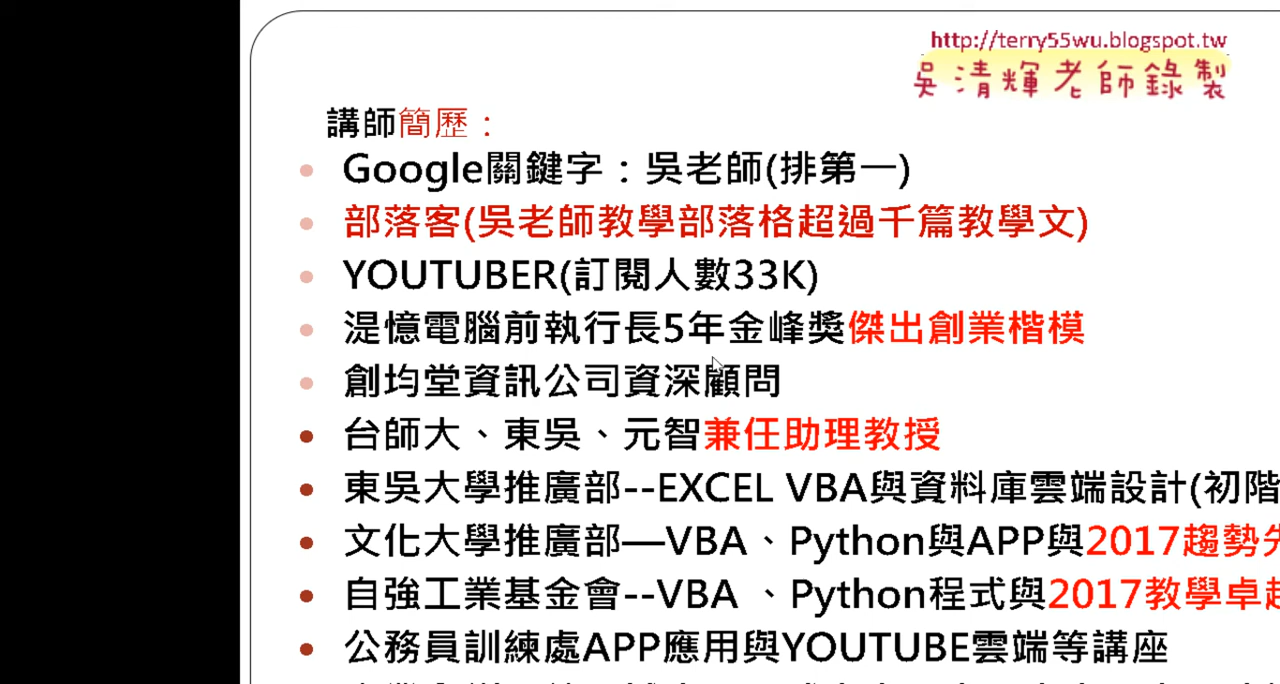 http://terry55wu.blogspot.tw
吳清輝老師錄製
講師簡歷：
Google關鍵字：吳老師(排第一)
部落客(吳老師教學部落格超過千篇教學文)
YOUTUBER(訂閱人數33K)
湜憶電腦前執行長5年金峰獎傑出創業楷模
創均堂資訊公司資深顧問
台師大、東吳、元智兼任助理教授
東吳大學推廣部--EXCEL VBA與資料庫雲端設計(初階
文化大學推廣部—VBA、Python與APP與2017趨勢先
自強工業基金會--VBA 、Python程式與2017教學卓越
公務員訓練處APP應用與YOUTUBE雲端等講座